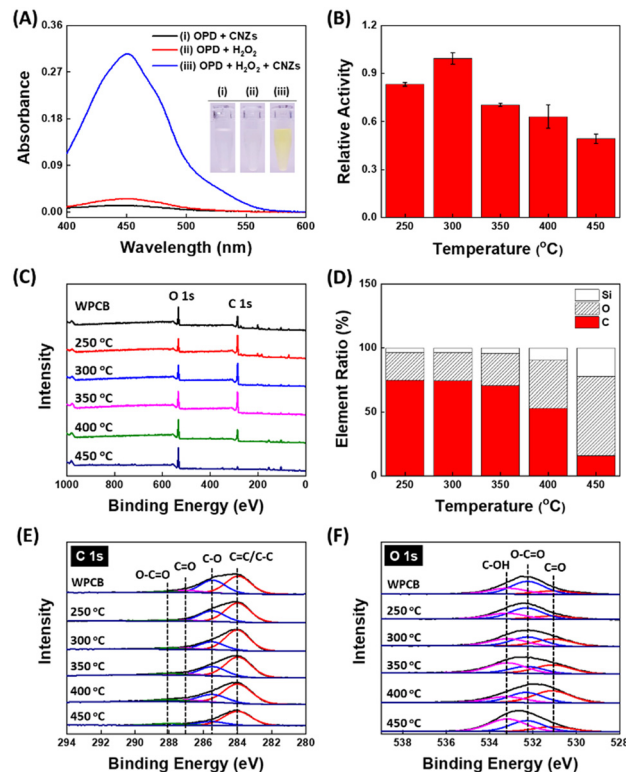 (A)
0.36
0.27
0.18
0.09
0.00
Absorbance
(i) OPD + CNZs
(ii) OPD + H₂O₂
(iii) OPD + H₂O₂ + CNZs
(i) (ii) (iii)
400 450 500 550 600
Wavelength (nm)
(B)
1.2
0.9
0.6
0.3
0.0
Relative Activity
250 300 350 400 450
Temperature (°C)
(C)
Intensity
O 1s C 1s
WPCB
250 °C
300 °C
350 °C
400 °C
450 °C
1000 800 600 400 200 0
Binding Energy (eV)
(D)
150
100
50
0
Element Ratio (%)
Si
O
C
250 300 350 400 450
Temperature (°C)
(E)
Intensity
C 1s
O-C=O C=O C-O C=C/C-C
WPCB
250 °C
300 °C
350 °C
400 °C
450 °C
294 292 290 288 286 284 282 280
Binding Energy (eV)
(F)
Intensity
O 1s
C-OH O-C=O C=O
WPCB
250 °C
300 °C
350 °C
400 °C
450 °C
538 536 534 532 530 528
Binding Energy (eV)